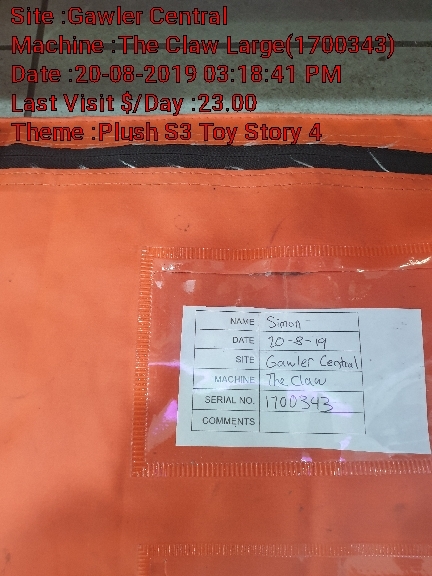 Site :Gawler Central
Machine :The Claw Large(1700343)
Date :20-08-2019 03:18:41 PM
Last Visit $/Day :23.00
Theme :Plush S3 Toy Story 4
NAME Simon
DATE 20-8-19
SITE Gawler Central
MACHINE The Claw
SERIAL NO. 1700343
COMMENTS